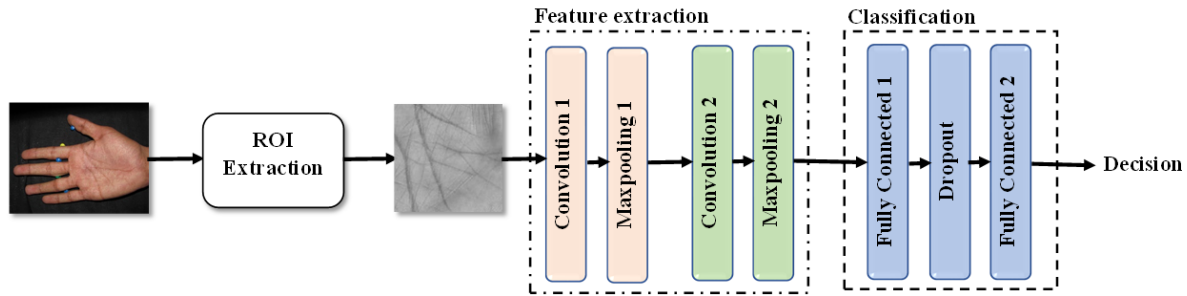 Feature extraction
Classification
ROI
Extraction
Convolution 1
Maxpooling 1
Convolution 2
Maxpooling 2
Fully Connected 1
Dropout
Fully Connected 2
Decision